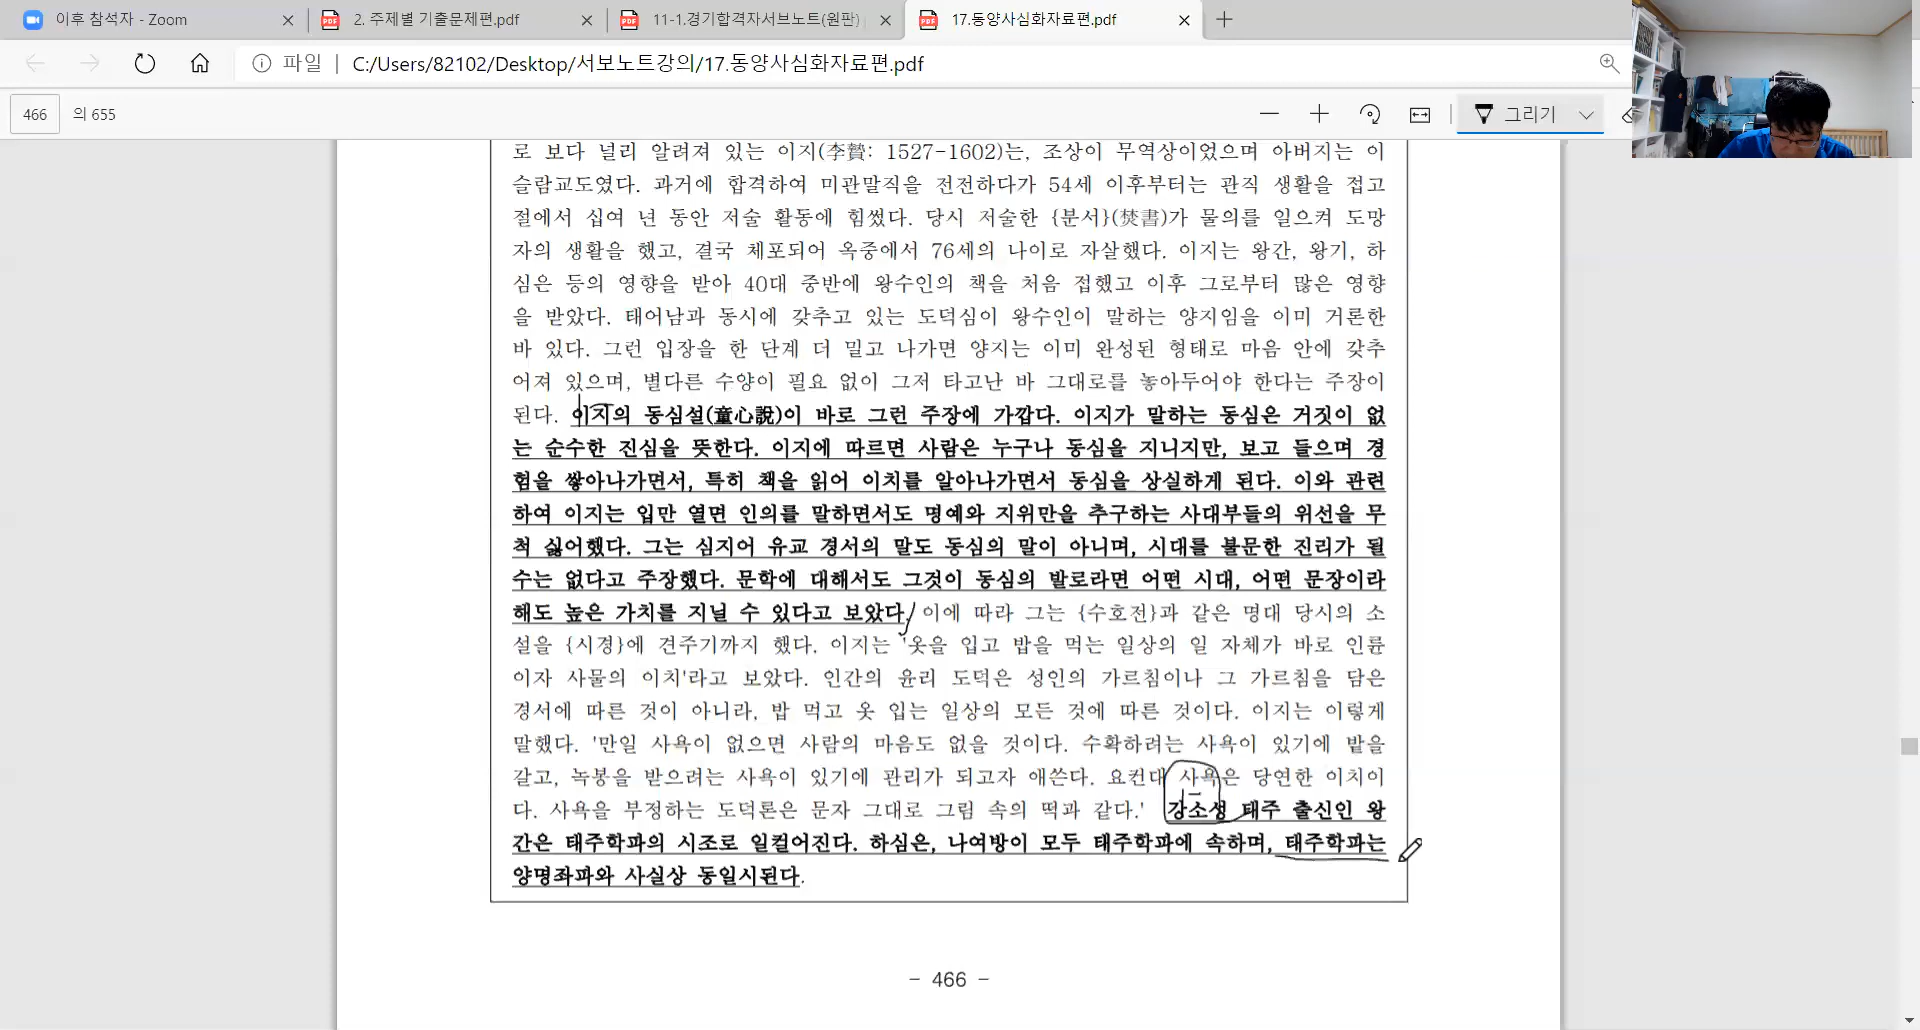 이후 참석자 - Zoom
2. 주제별 기출문제편.pdf
11-1.경기합격자서브노트(원판)
17.동양사심화자료편.pdf
파일
C:/Users/82102/Desktop/서보노트강의/17.동양사심화자료편.pdf
466 의 655
그리기
로 보다 널리 알려져 있는 이지(李贄: 1527-1602)는, 조상이 무역상이었으며 아버지는 이
슬람교도였다. 과거에 합격하여 미관말직을 전전하다가 54세 이후부터는 관직 생활을 접고
절에서 십여 년 동안 저술 활동에 힘썼다. 당시 저술한 {분서}(焚書)가 물의를 일으켜 도망
자의 생활을 했고, 결국 체포되어 옥중에서 76세의 나이로 자살했다. 이지는 왕간, 왕기, 하
심은 등의 영향을 받아 40대 중반에 왕수인의 책을 처음 접했고 이후 그로부터 많은 영향
을 받았다. 태어남과 동시에 갖추고 있는 도덕심이 왕수인이 말하는 양지임을 이미 거론한
바 있다. 그런 입장을 한 단계 더 밀고 나가면 양지는 이미 완성된 형태로 마음 안에 갖추
어져 있으며, 별다른 수양이 필요 없이 그저 타고난 바 그대로를 놓아두어야 한다는 주장이
된다. 이지의 동심설(童心說)이 바로 그런 주장에 가깝다. 이지가 말하는 동심은 거짓이 없
는 순수한 진심을 뜻한다. 이지에 따르면 사람은 누구나 동심을 지니지만, 보고 들으며 경
험을 쌓아나가면서, 특히 책을 읽어 이치를 알아나가면서 동심을 상실하게 된다. 이와 관련
하여 이지는 입만 열면 인의를 말하면서도 명예와 지위만을 추구하는 사대부들의 위선을 무
척 싫어했다. 그는 심지어 유교 경서의 말도 동심의 말이 아니며, 시대를 불문한 진리가 될
수는 없다고 주장했다. 문학에 대해서도 그것이 동심의 발로라면 어떤 시대, 어떤 문장이라
해도 높은 가치를 지닐 수 있다고 보았다. 이에 따라 그는 {수호전}과 같은 명대 당시의 소
설을 {시경}에 견주기까지 했다. 이지는 '옷을 입고 밥을 먹는 일상의 일 자체가 바로 인륜
이자 사물의 이치'라고 보았다. 인간의 윤리 도덕은 성인의 가르침이나 그 가르침을 담은
경서에 따른 것이 아니라, 밥 먹고 옷 입는 일상의 모든 것에 따른 것이다. 이지는 이렇게
말했다. '만일 사욕이 없으면 사람의 마음도 없을 것이다. 수확하려는 사욕이 있기에 밭을
갈고, 녹봉을 받으려는 사욕이 있기에 관리가 되고자 애쓴다. 요컨대 사욕은 당연한 이치이
다. 사욕을 부정하는 도덕론은 문자 그대로 그림 속의 떡과 같다.' 강소성 태주 출신인 왕
간은 태주학파의 시조로 일컬어진다. 하심은, 나여방이 모두 태주학파에 속하며, 태주학파는
양명좌파와 사실상 동일시된다.
- 466 -